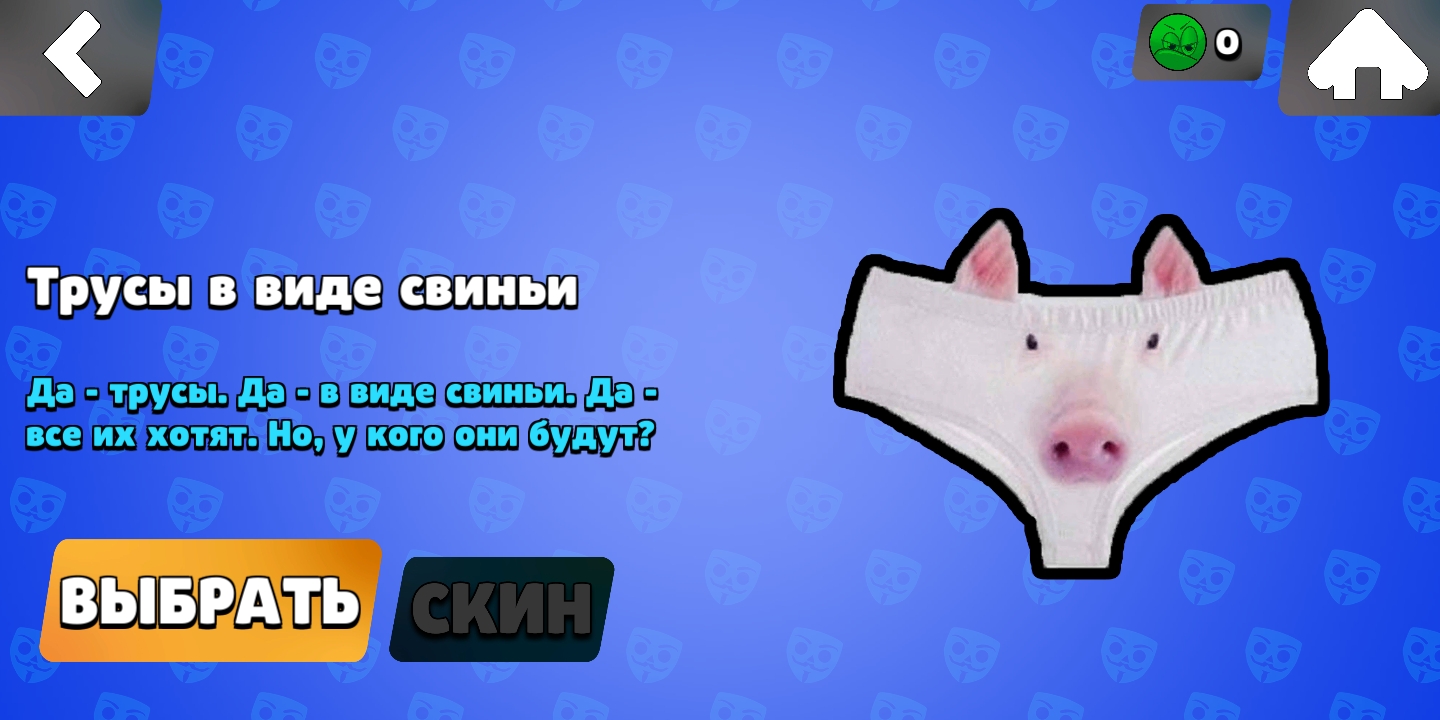 0
Трусы в виде свиньи
Да - трусы. Да - в виде свиньи. Да -
все их хотят. Но, у кого они будут?
ВЫБРАТЬ
СКИН